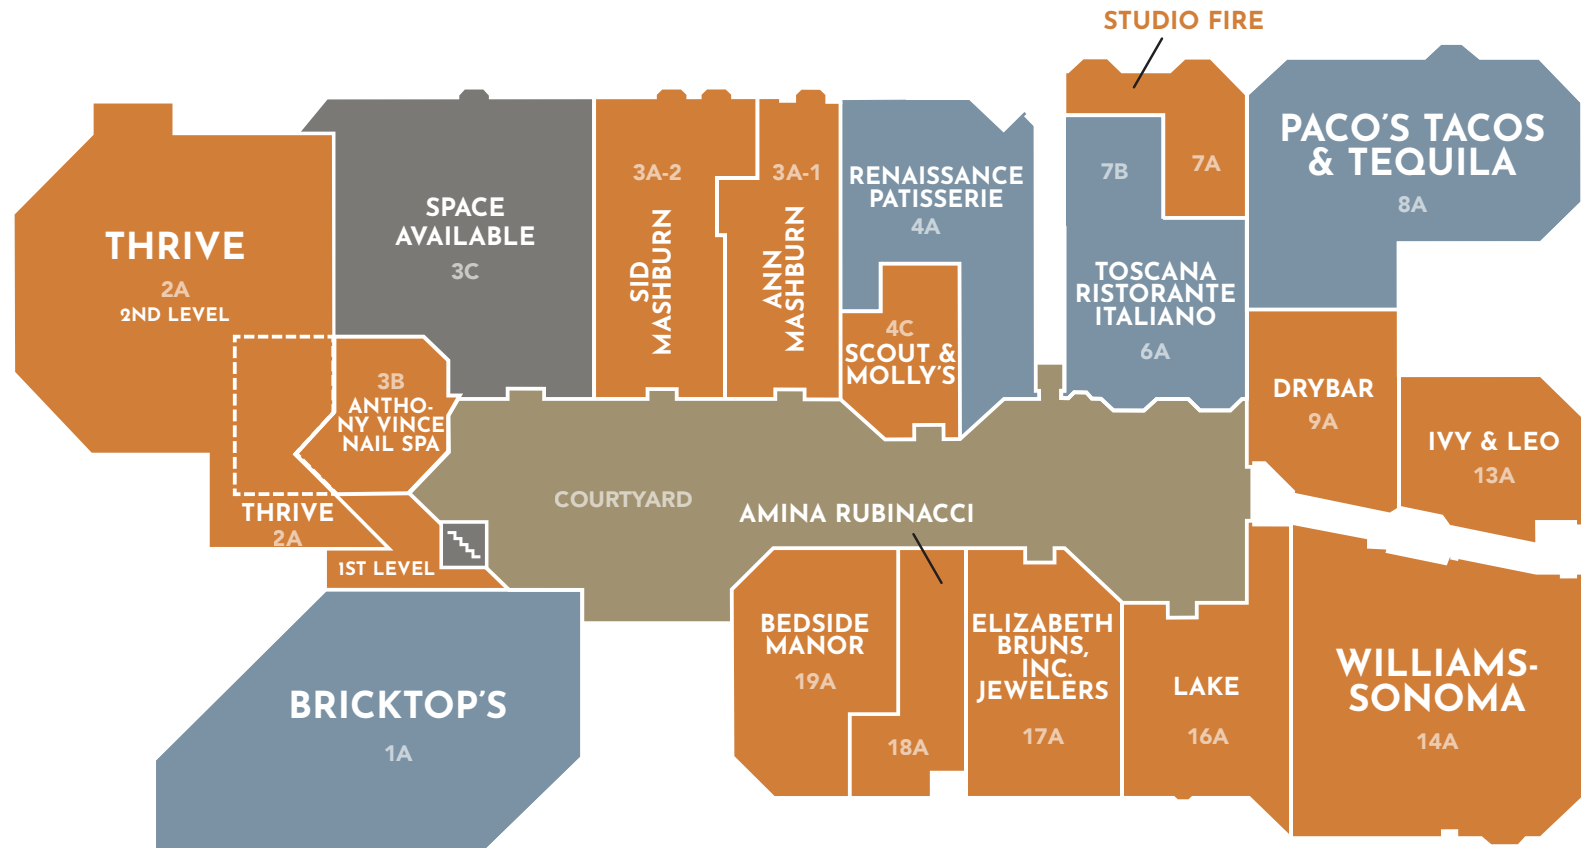 STUDIO FIRE
THRIVE
2A
2ND LEVEL
SPACE
AVAILABLE
3C
3A-2
SID
MASHBURN
3A-1
ANN
MASHBURN
RENAISSANCE
PATISSERIE
4A
4C
SCOUT &
MOLLY'S
7B
7A
TOSCANA
RISTORANTE
ITALIANO
6A
PACO'S TACOS
& TEQUILA
8A
DRYBAR
9A
IVY & LEO
13A
3B
ANTHO-
NY VINCE
NAIL SPA
THRIVE
2A
1ST LEVEL
COURTYARD
AMINA RUBINACCI
BRICKTOP'S
1A
BEDSIDE
MANOR
19A
18A
ELIZABETH
BRUNS,
INC.
JEWELERS
17A
LAKE
16A
WILLIAMS-
SONOMA
14A